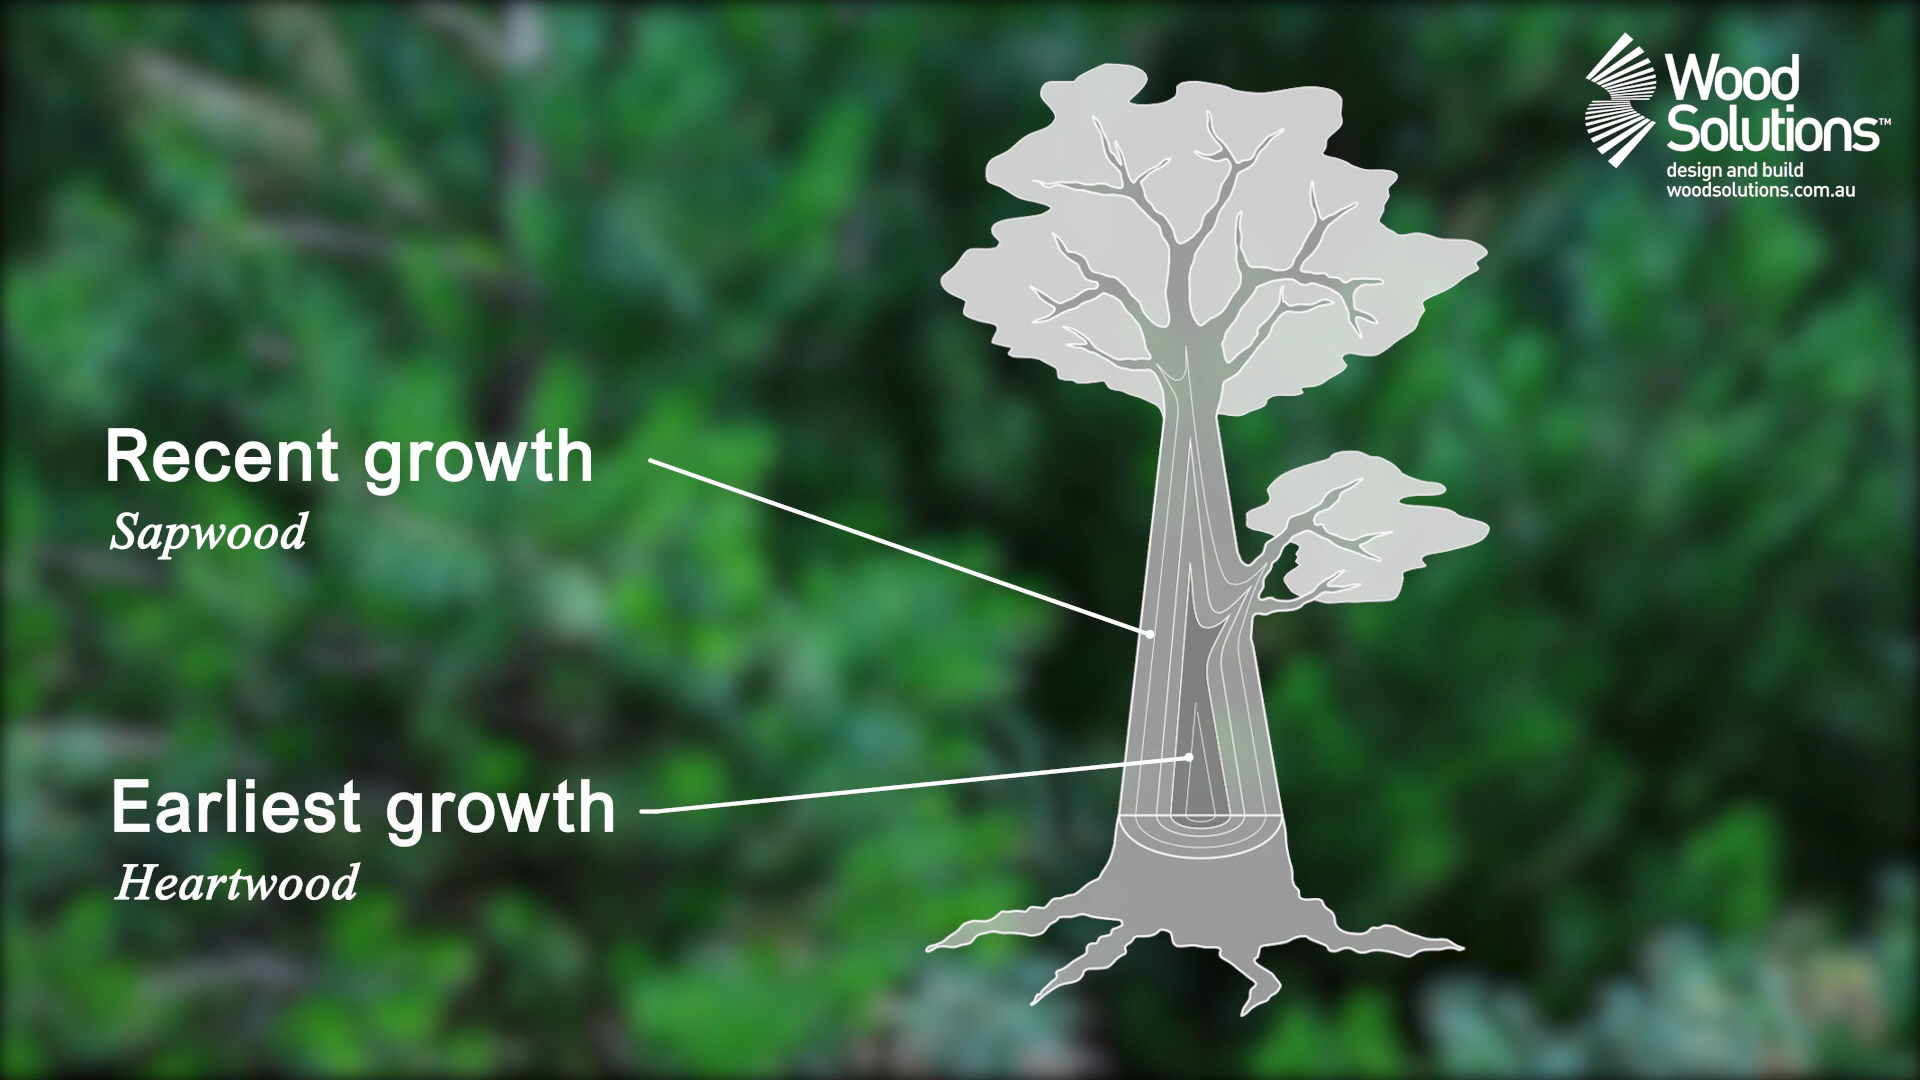 Wood
Solutions™
design and build
woodsolutions.com.au
Recent growth
Sapwood
Earliest growth
Heartwood